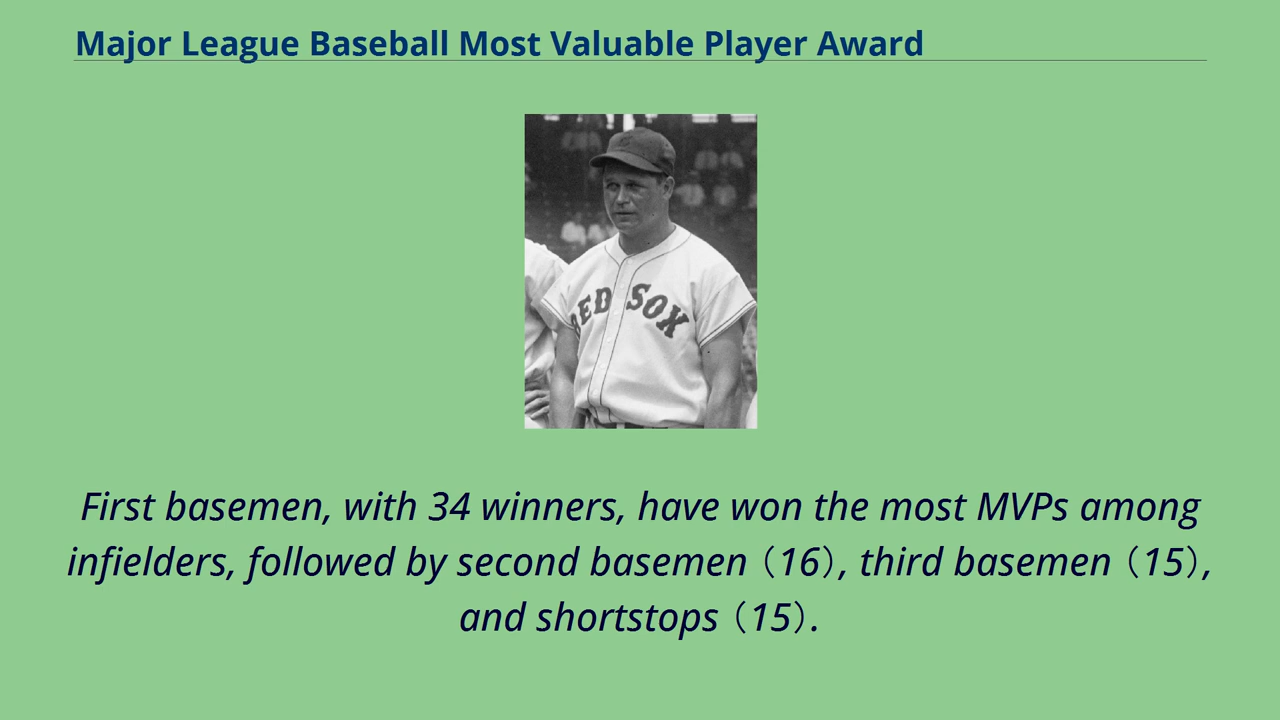 Major League Baseball Most Valuable Player Award
RED SOX
First basemen, with 34 winners, have won the most MVPs among
infielders, followed by second basemen (16), third basemen (15),
and shortstops (15).